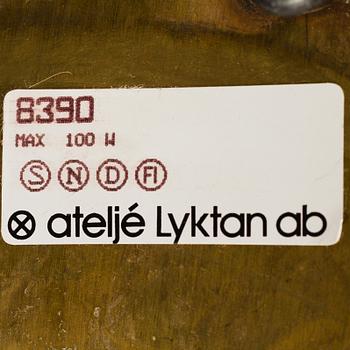 8390
MAX 100 W
S N D FI
ateljé Lyktan ab